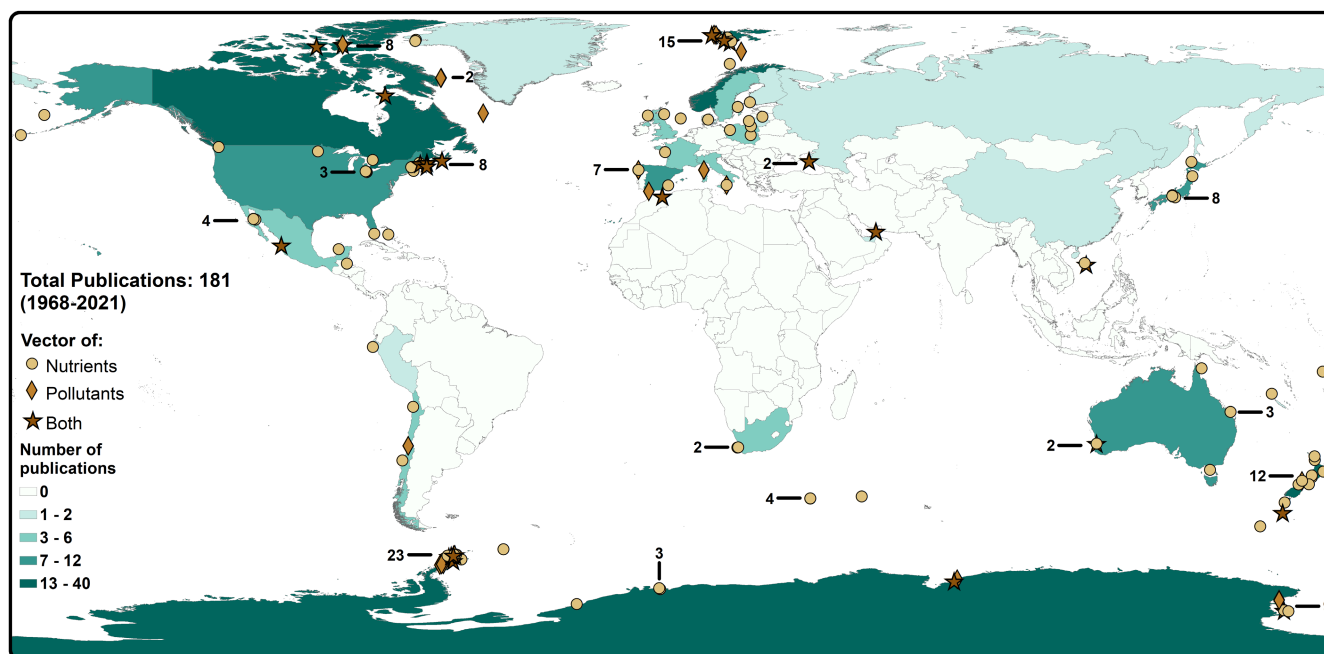 8
15
2
3
8
7
2
8
4
Total Publications: 181
(1968-2021)
Vector of:
Nutrients
Pollutants
Both
Number of
publications
0
1 - 2
3 - 6
7 - 12
13 - 40
3
2
2
12
4
23
3